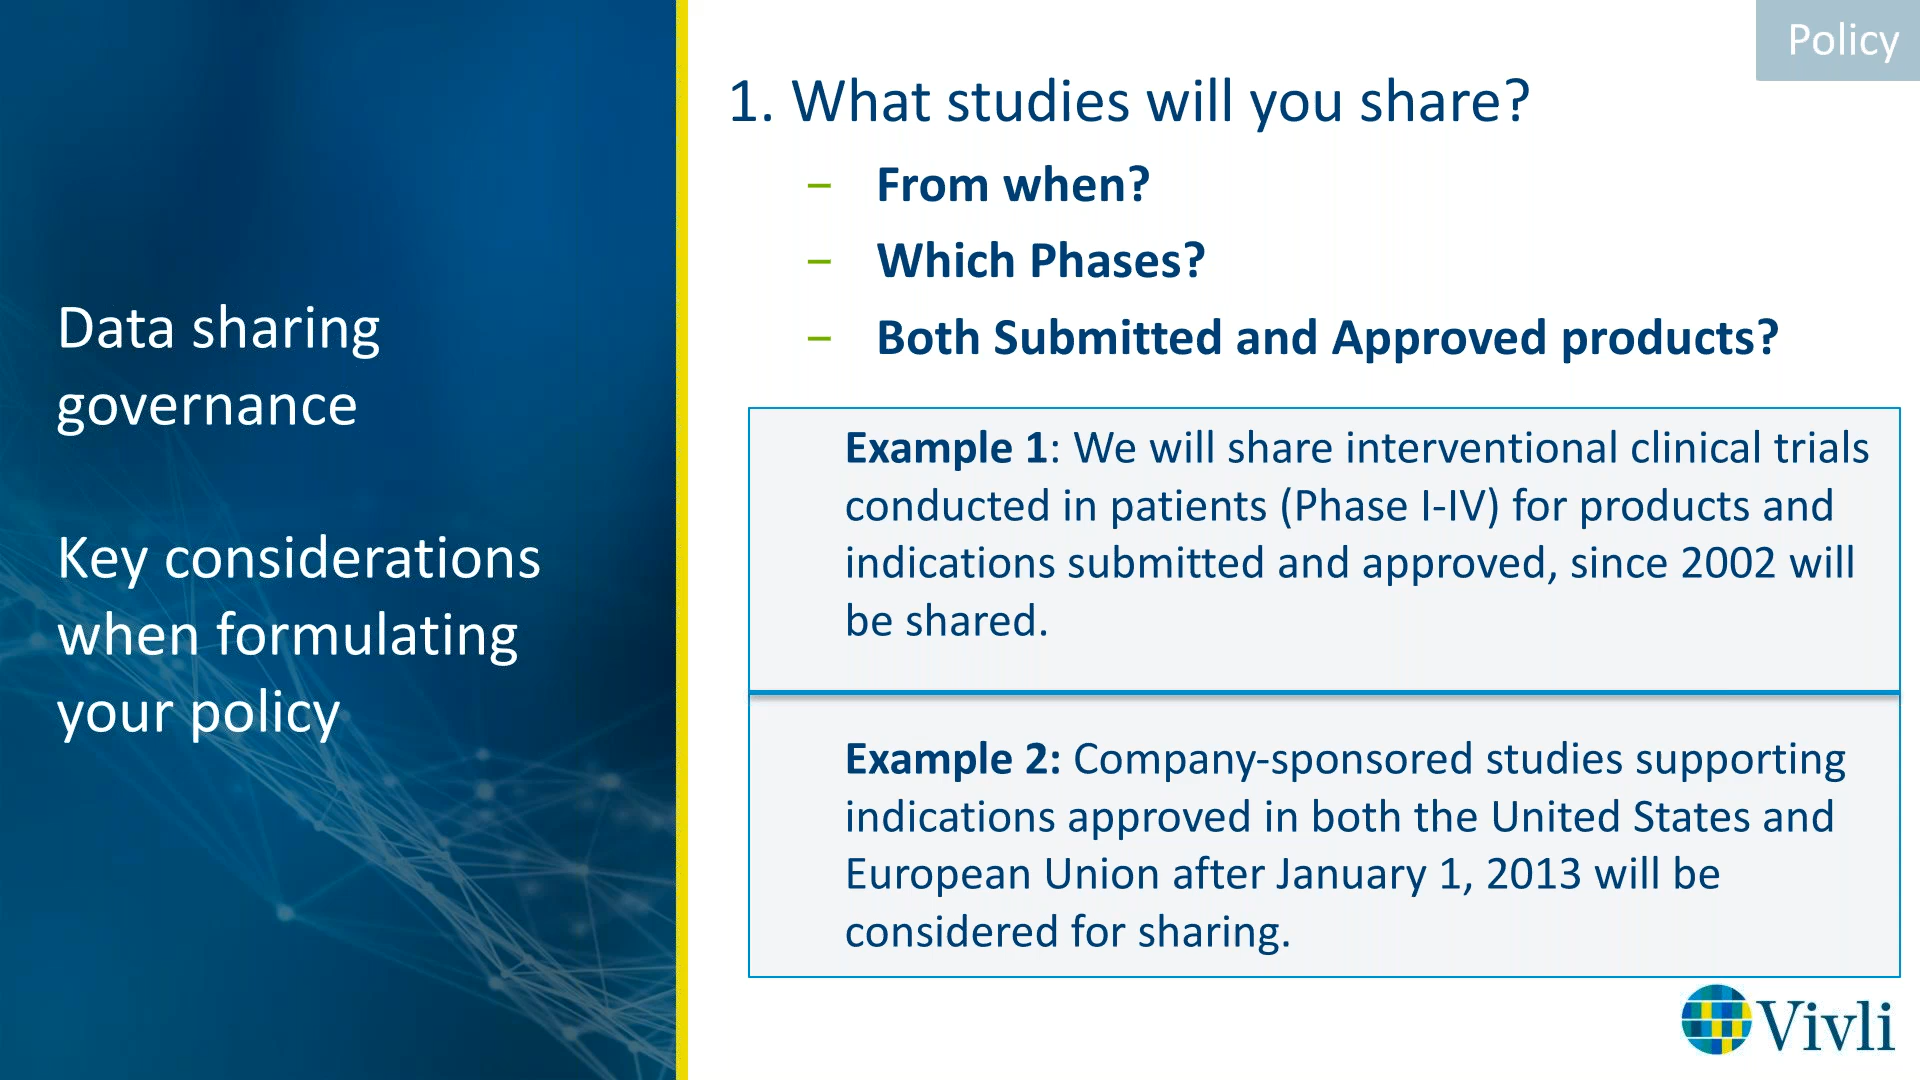 Policy
Data sharing
governance
Key considerations
when formulating
your policy
1. What studies will you share?
– From when?
– Which Phases?
– Both Submitted and Approved products?
Example 1: We will share interventional clinical trials
conducted in patients (Phase I-IV) for products and
indications submitted and approved, since 2002 will
be shared.
Example 2: Company-sponsored studies supporting
indications approved in both the United States and
European Union after January 1, 2013 will be
considered for sharing.
Vivli